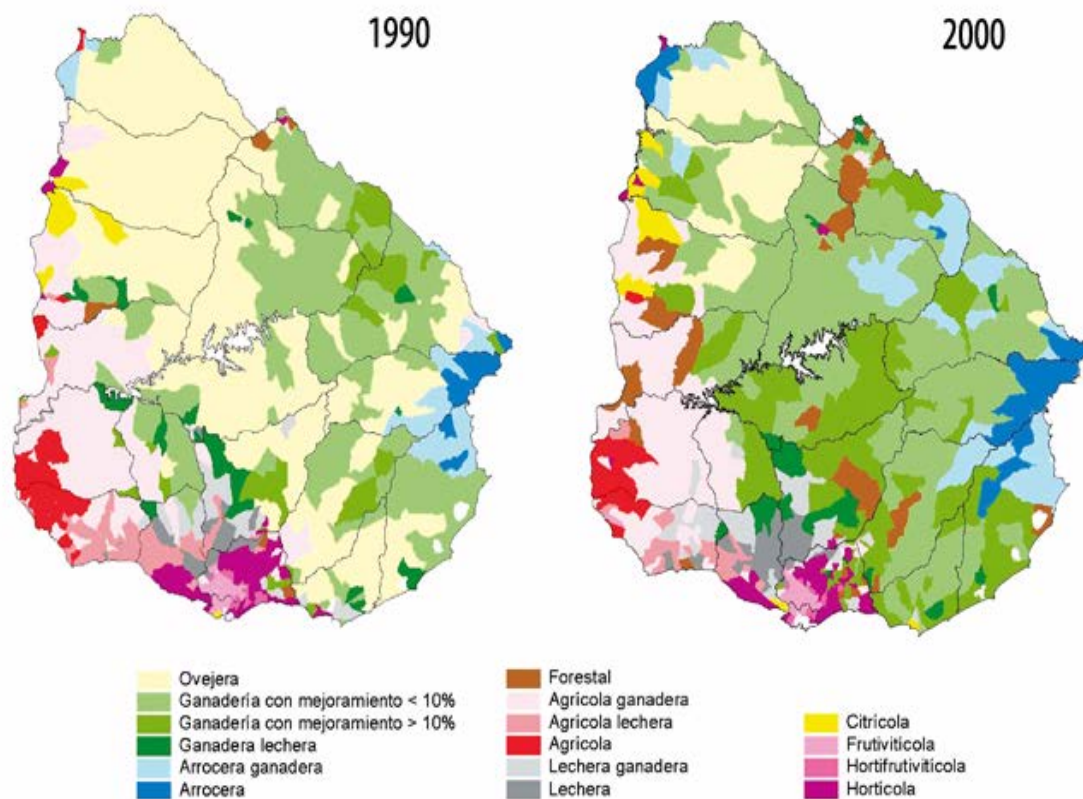 1990
2000
Ovejera
Ganadería con mejoramiento < 10%
Ganadería con mejoramiento > 10%
Ganadera lechera
Arrocera ganadera
Arrocera
Forestal
Agrícola ganadera
Agrícola lechera
Agrícola
Lechera ganadera
Lechera
Citrícola
Frutivitícola
Hortifrutivitícola
Hortícola